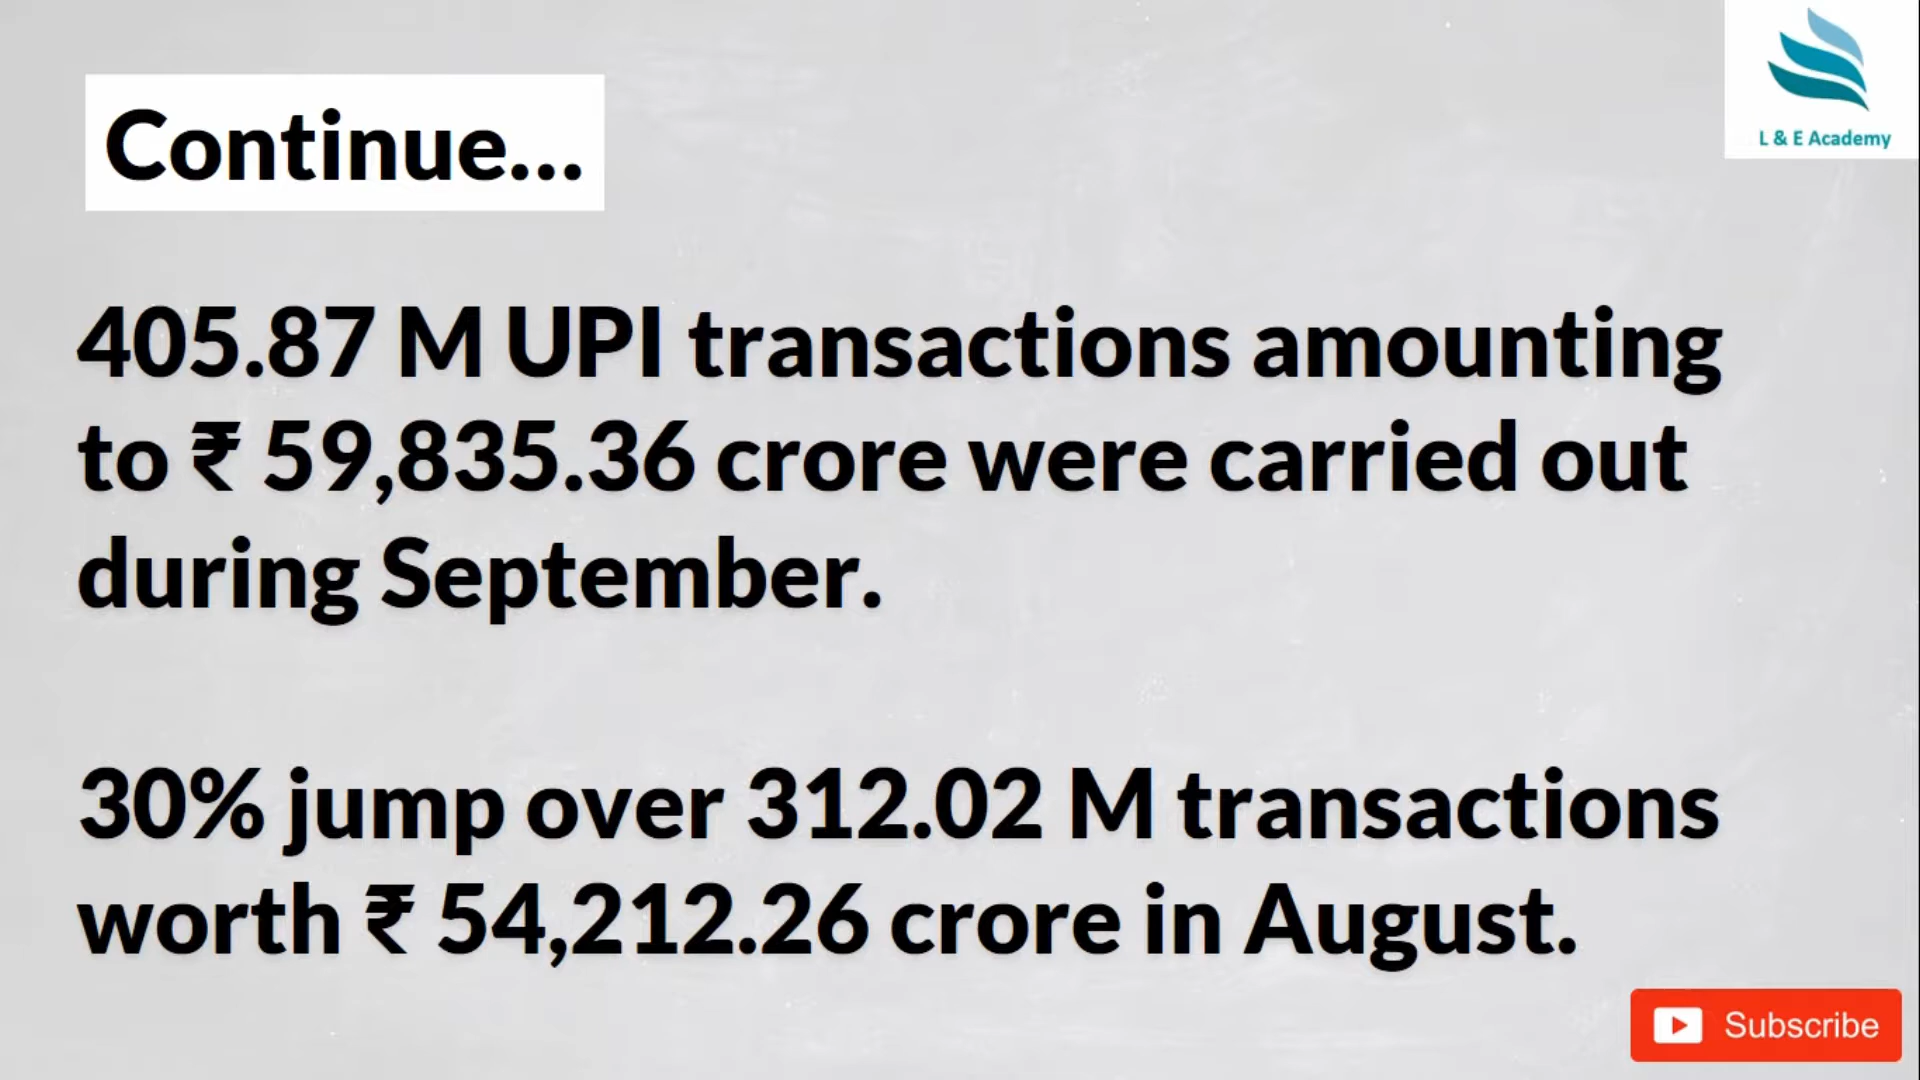 L & E Academy
Continue...
405.87 M UPI transactions amounting
to ₹ 59,835.36 crore were carried out
during September.
30% jump over 312.02 M transactions
worth ₹ 54,212.26 crore in August.
Subscribe